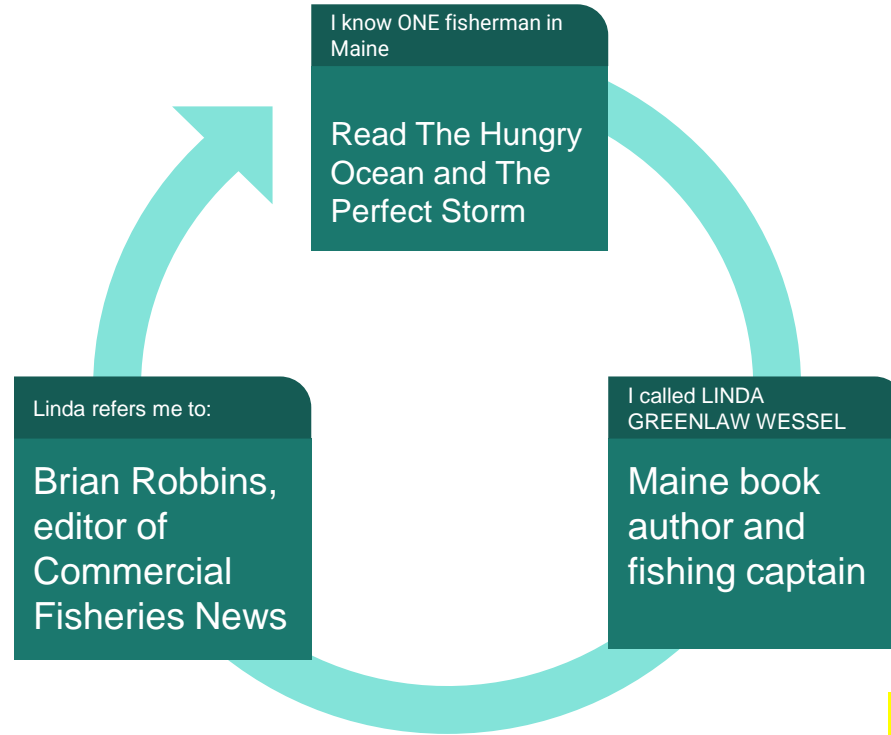 I know ONE fisherman in
Maine
Read The Hungry
Ocean and The
Perfect Storm
I called LINDA
GREENLAW WESSEL
Maine book
author and
fishing captain
Linda refers me to:
Brian Robbins,
editor of
Commercial
Fisheries News